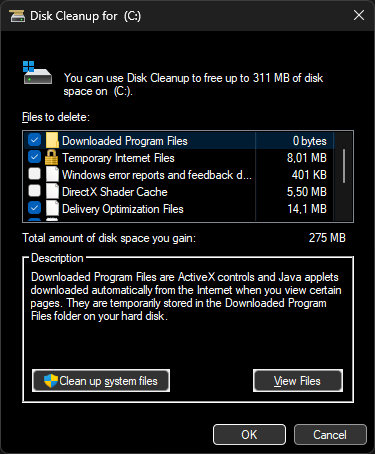 Disk Cleanup for  (C:)
You can use Disk Cleanup to free up to 311 MB of disk
space on  (C:).
Files to delete:
Downloaded Program Files 0 bytes
Temporary Internet Files 8,01 MB
Windows error reports and feedback d... 401 KB
DirectX Shader Cache 5,50 MB
Delivery Optimization Files 14,1 MB
Total amount of disk space you gain: 275 MB
Description
Downloaded Program Files are ActiveX controls and Java applets
downloaded automatically from the Internet when you view certain
pages. They are temporarily stored in the Downloaded Program
Files folder on your hard disk.
Clean up system files View Files
OK Cancel